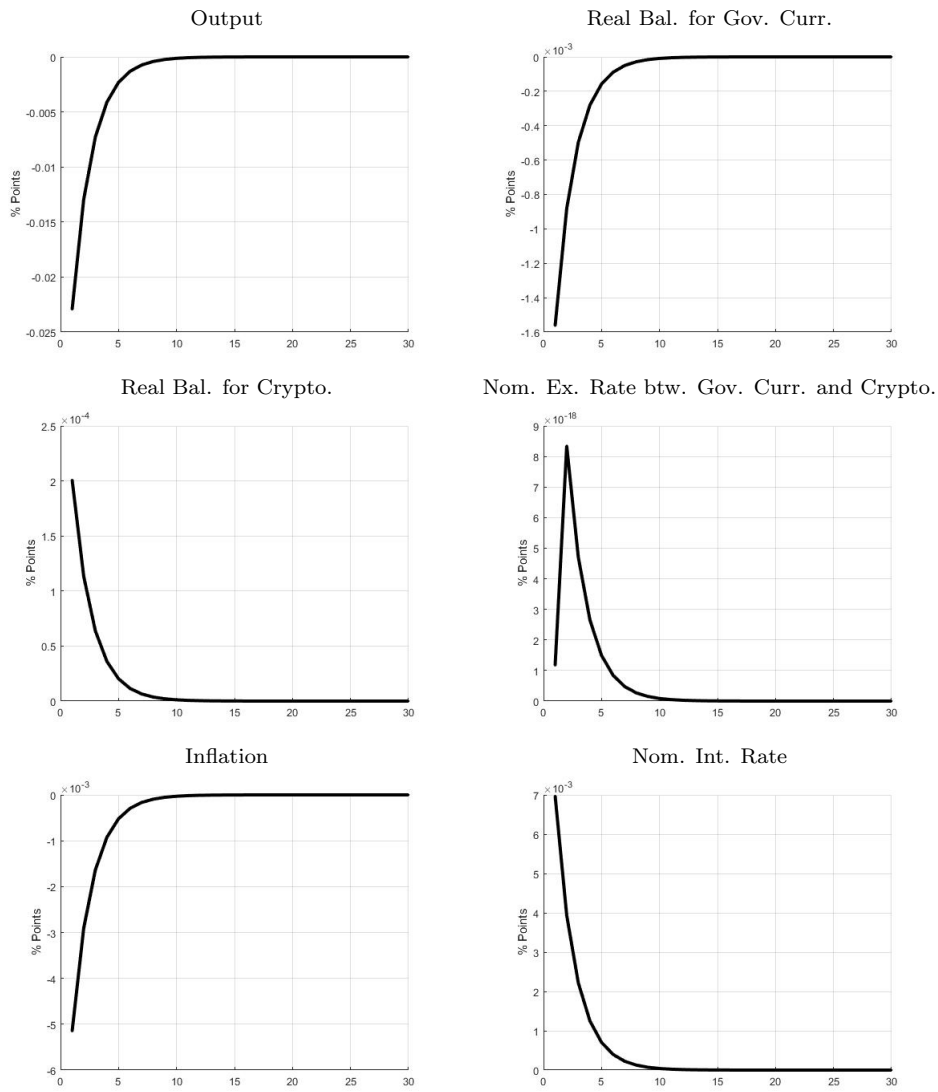 Output
0
-0.005
-0.01
-0.015
-0.02
-0.025
% Points
0 5 10 15 20 25 30
Real Bal. for Gov. Curr.
×10-3
0
-0.2
-0.4
-0.6
-0.8
-1
-1.2
-1.4
-1.6
% Points
0 5 10 15 20 25 30
Real Bal. for Crypto.
×10-4
2.5
2
1.5
1
0.5
0
% Points
0 5 10 15 20 25 30
Nom. Ex. Rate btw. Gov. Curr. and Crypto.
×10-18
9
8
7
6
5
4
3
2
1
0
% Points
0 5 10 15 20 25 30
Inflation
×10-3
0
-1
-2
-3
-4
-5
-6
% Points
0 5 10 15 20 25 30
Nom. Int. Rate
×10-3
7
6
5
4
3
2
1
0
% Points
0 5 10 15 20 25 30